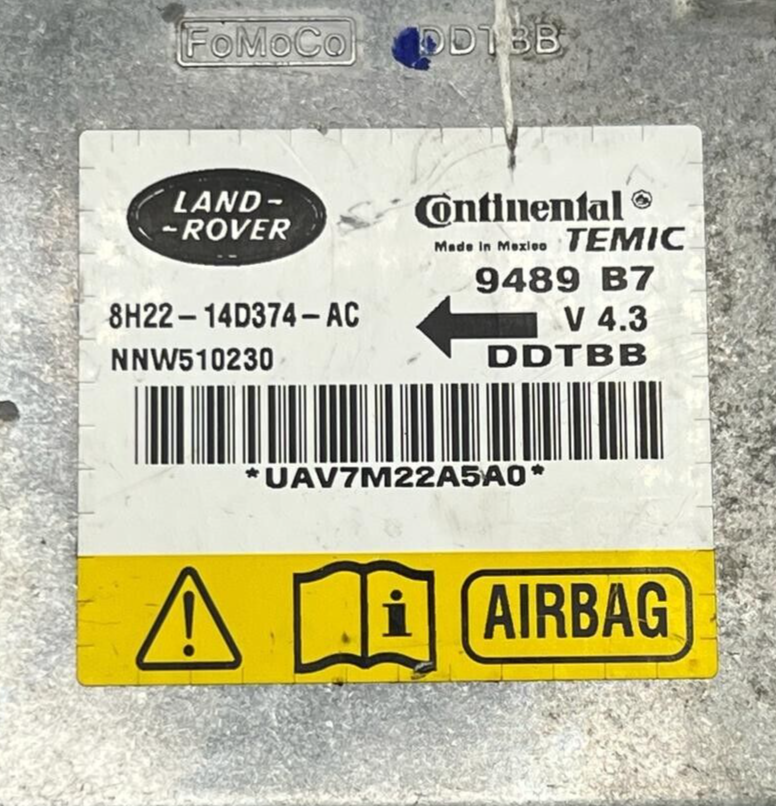 FoMoCo DDTBB
LAND-
-ROVER
Continental
Made in Mexico TEMIC
9489 B7
8H22-14D374-AC
V 4.3
NNW510230
DDTBB
*UAV7M22A5A0*
i
AIRBAG